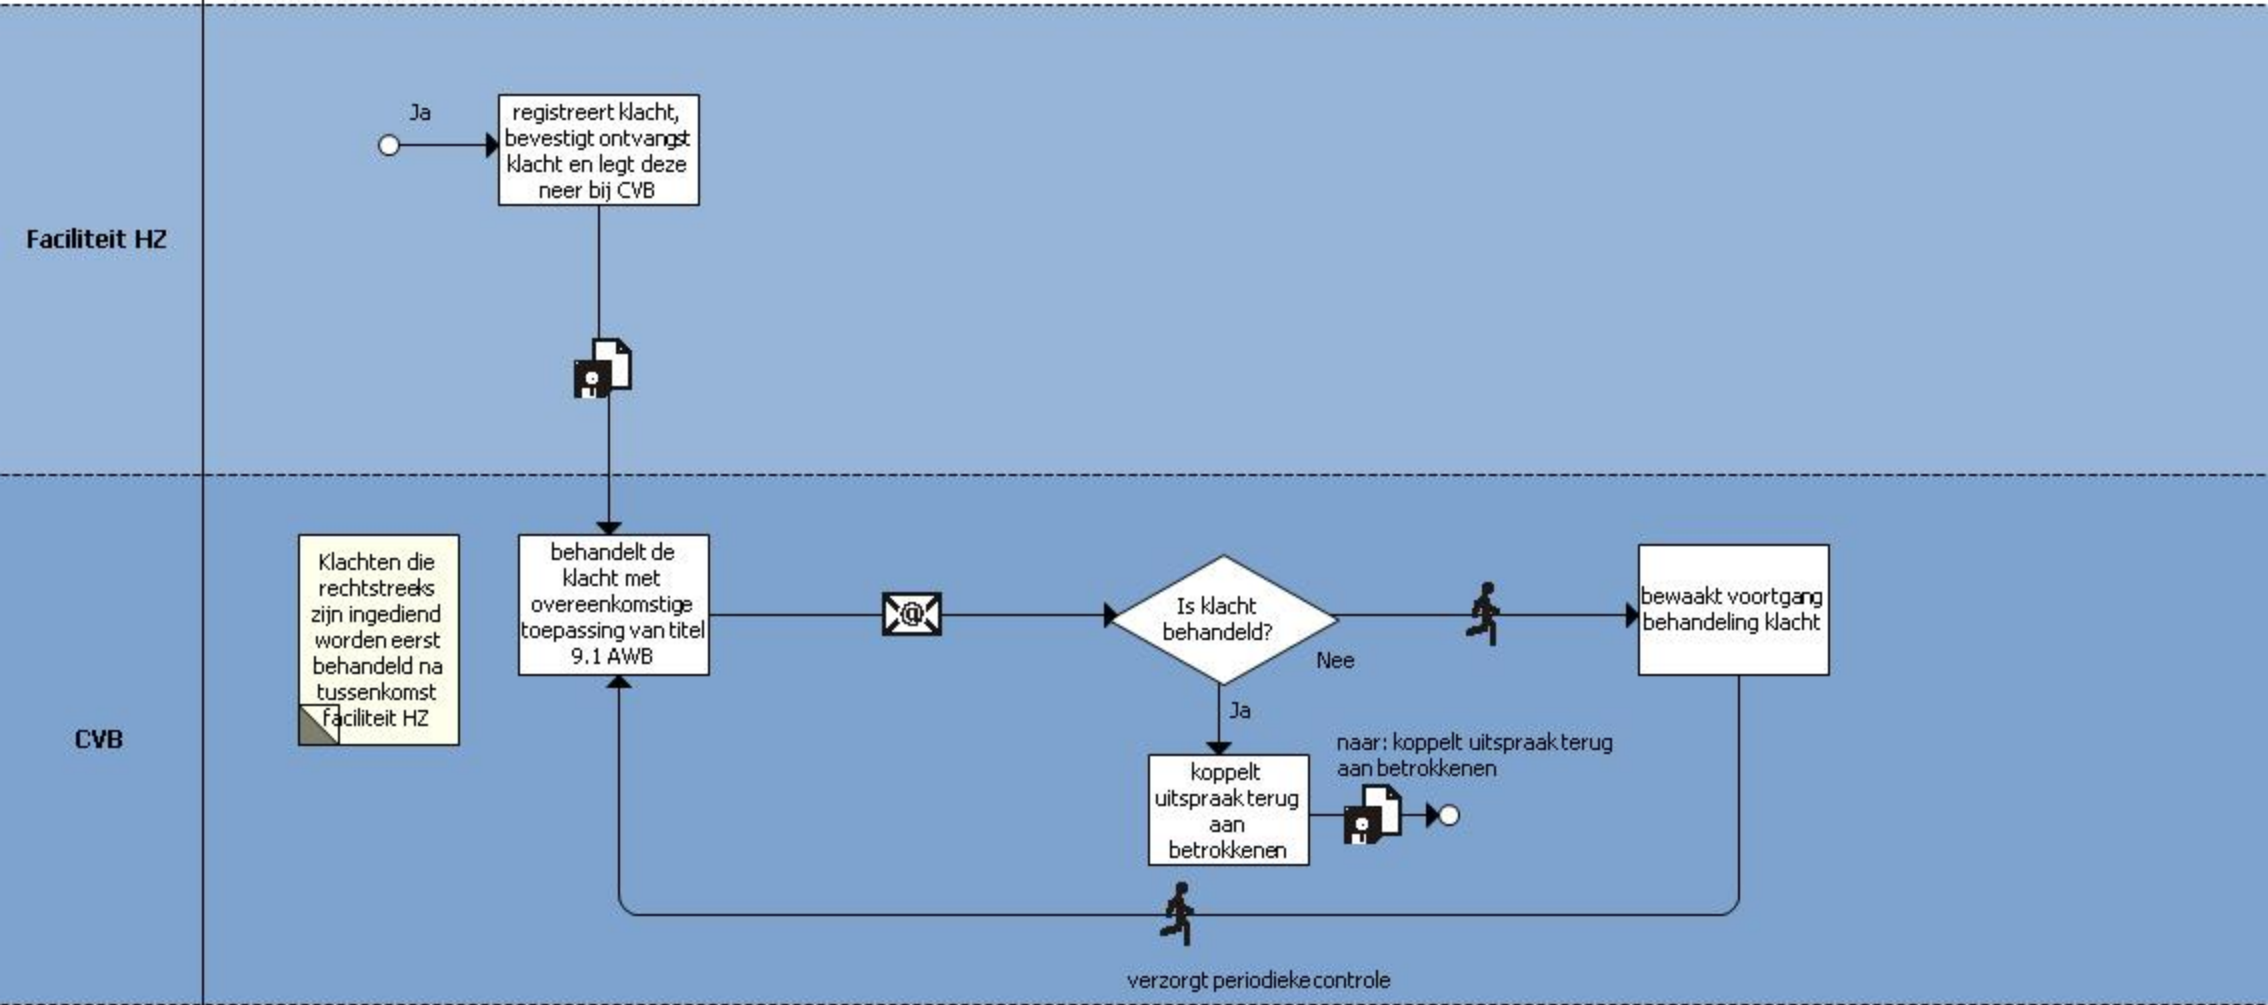 Ja
registreert klacht,
bevestigt ontvangst
klacht en legt deze
neer bij CVB
Faciliteit HZ
Klachten die
rechtstreeks
zijn ingediend
worden eerst
behandeld na
tussenkomst
faciliteit HZ
behandelt de
klacht met
overeenkomstige
toepassing van titel
9.1 AWB
@
Is klacht
behandeld?
Nee
bewaakt voortgang
behandeling klacht
Ja
CVB
naar: koppelt uitspraak terug
aan betrokkenen
koppelt
uitspraak terug
aan
betrokkenen
verzorgt periodieke controle